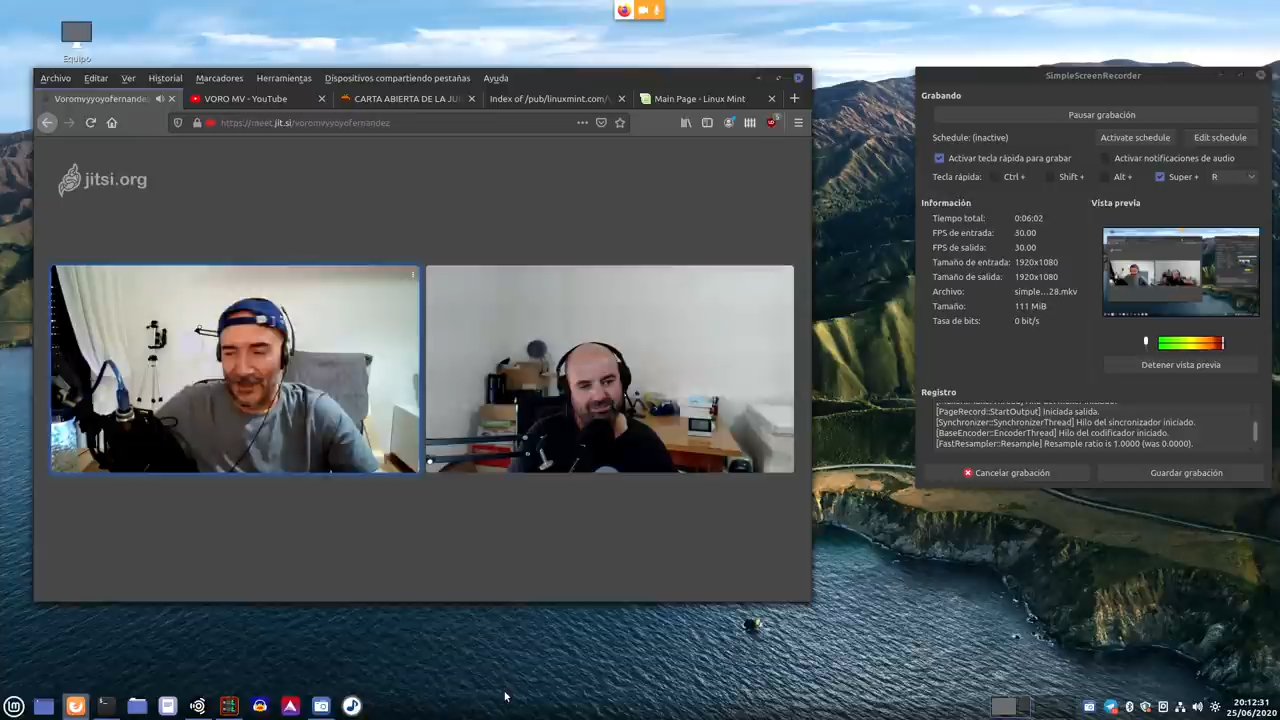 Equipo
Archivo Editar Ver Historial Marcadores Herramientas Dispositivos compartiendo pestañas Ayuda
Voromvyyoyofernandez
VORO MV - YouTube
CARTA ABIERTA DE LA JU
Index of /pub/linuxmint.com/
Main Page - Linux Mint
https://meet.jit.si/voromvyyoyofernandez
jitsi.org
SimpleScreenRecorder
Grabando
Pausar grabación
Schedule: (inactive) Activate schedule Edit schedule
Activar tecla rápida para grabar Activar notificaciones de audio
Tecla rápida: Ctrl + Shift + Alt + Super + R
Información
Tiempo total: 0:06:02
FPS de entrada: 30.00
FPS de salida: 30.00
Tamaño de entrada: 1920x1080
Tamaño de salida: 1920x1080
Archivo: simple...28.mkv
Tamaño: 111 MiB
Tasa de bits: 0 bit/s
Vista previa
Detener vista previa
Registro
[PageRecord::StartOutput] Iniciada salida.
[Synchronizer::SynchronizerThread] Hilo del sincronizador iniciado.
[BaseEncoder::EncoderThread] Hilo del codificador iniciado.
[FastResampler::Resample] Resample ratio is 1.0000 (was 0.0000).
Cancelar grabación Guardar grabación
20:12:31
25/06/2020